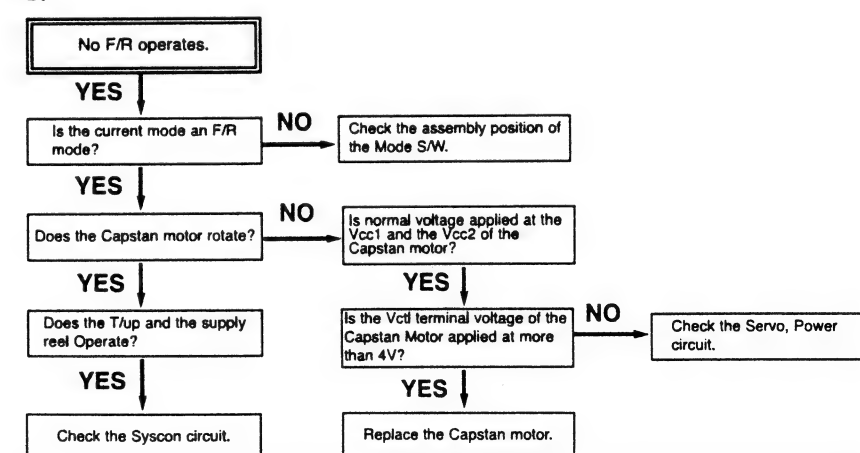 No F/R operates.
YES
Is the current mode an F/R
mode?
NO
Check the assembly position of
the Mode S/W.
YES
Does the Capstan motor rotate?
NO
Is normal voltage applied at the
Vcc1 and the Vcc2 of the
Capstan motor?
YES
YES
Does the T/up and the supply
reel Operate?
Is the Vctl terminal voltage of the
Capstan Motor applied at more
than 4V?
NO
Check the Servo, Power
circuit.
YES
YES
Check the Syscon circuit.
Replace the Capstan motor.